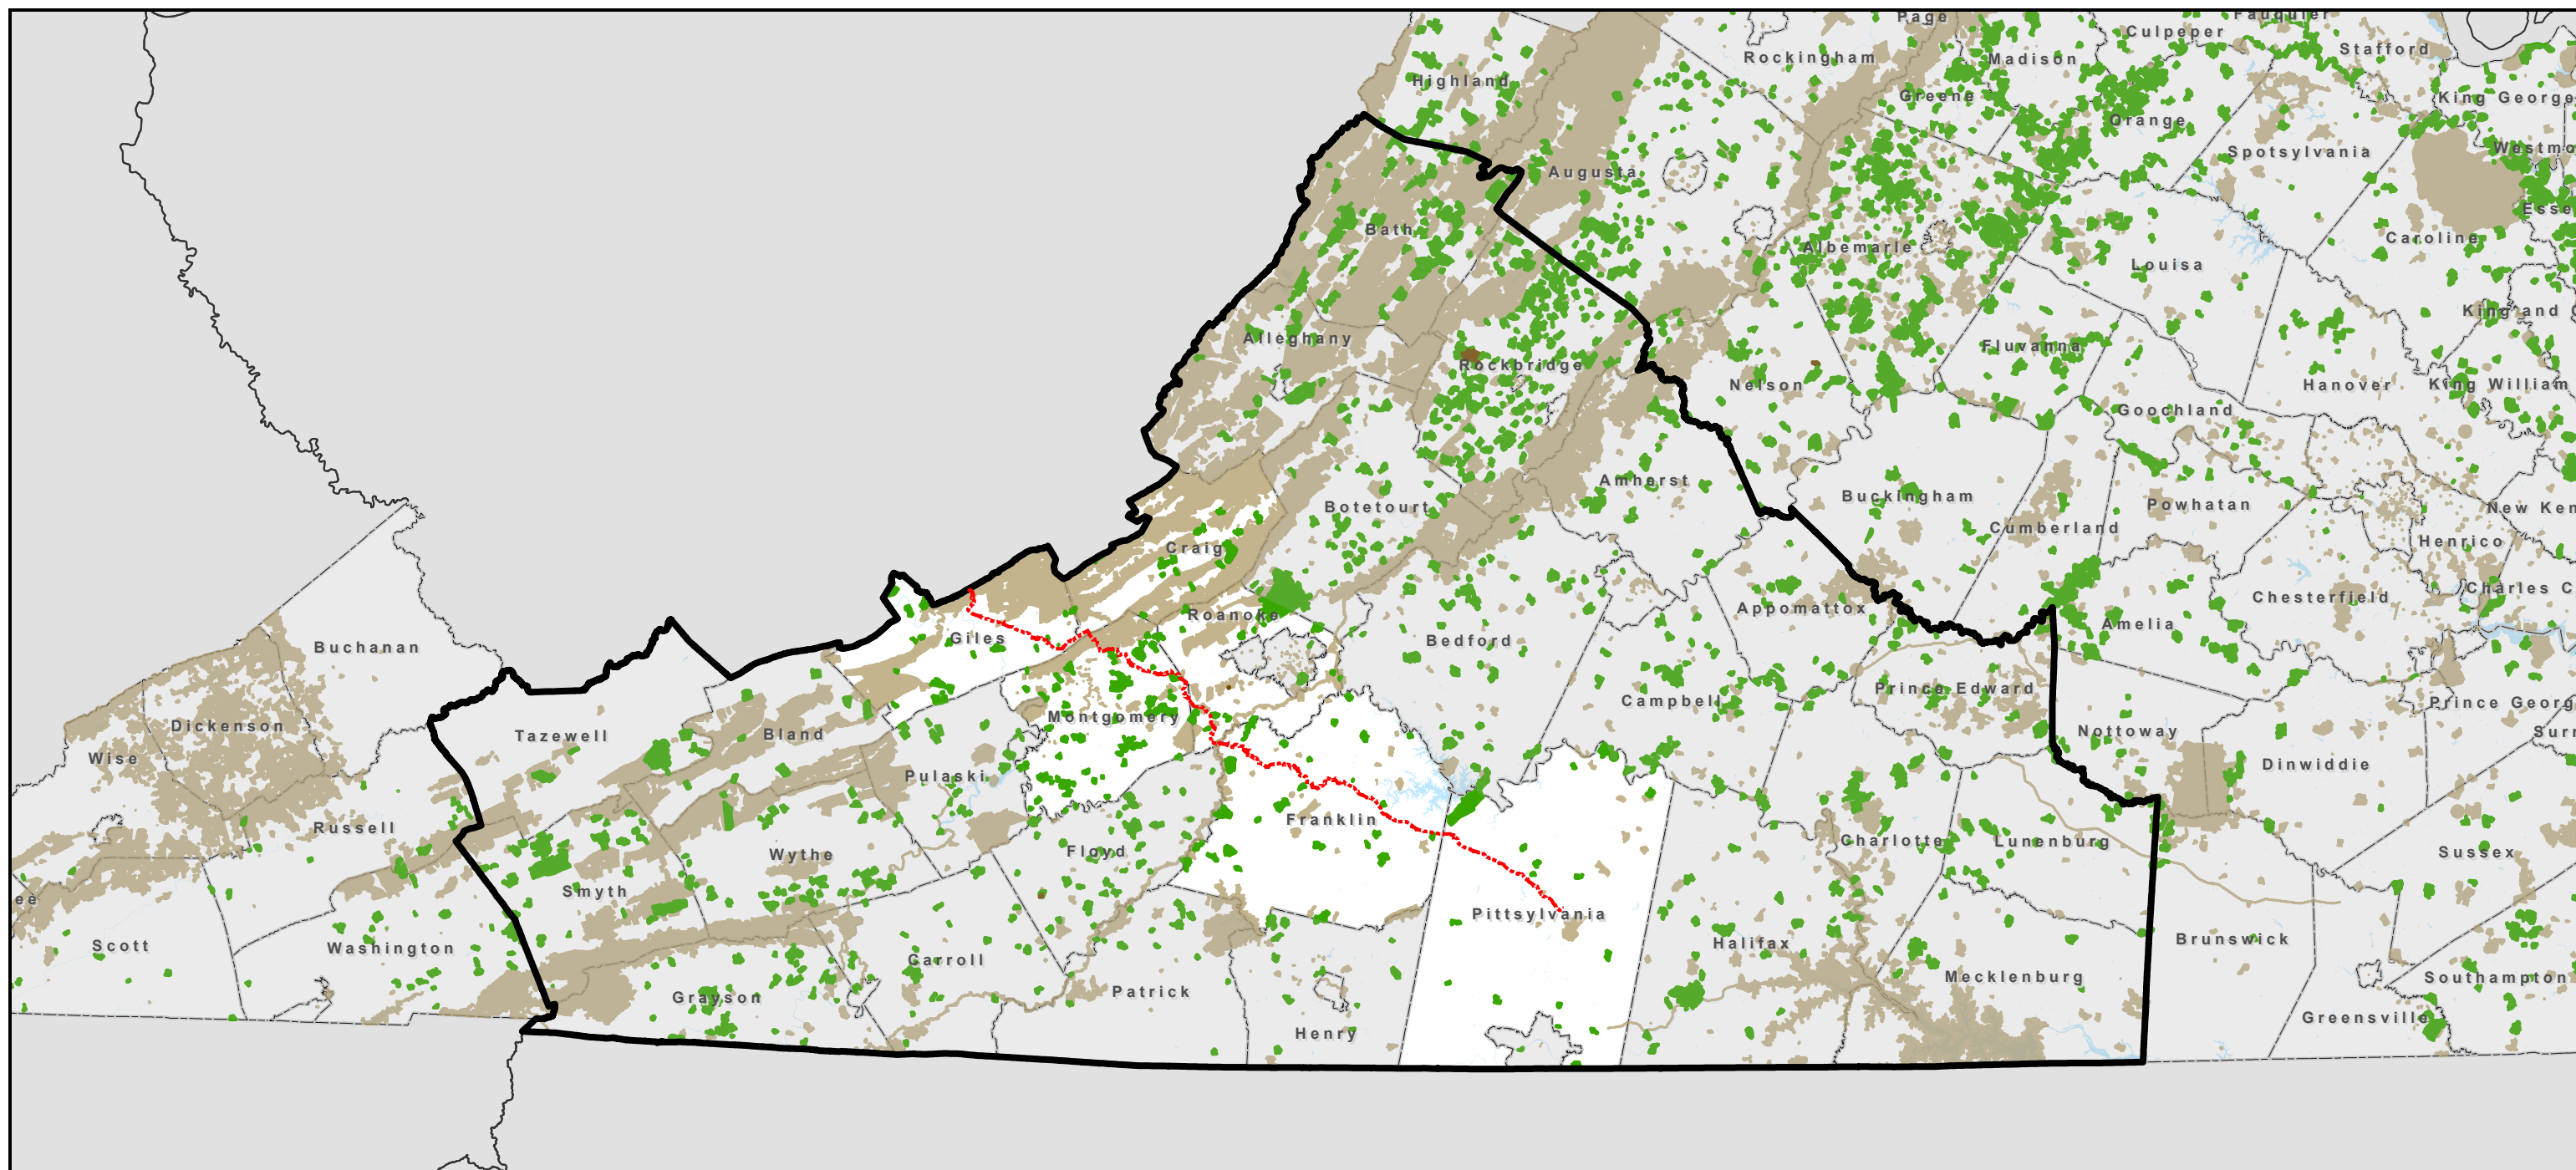 Page
Fauquier
Culpeper
Stafford
Rockingham
Madison
Highland
Greene
King George
Orange
Spotsylvania
Westmo
Augusta
Esse
Bath
Caroline
Albemarle
Louisa
King and
Alleghany
Fluvanna
Rockbridge
Nelson
Hanover
King William
Goochland
Amherst
Buckingham
Botetourt
Powhatan
New Ken
Cumberland
Henrico
Craig
Charles C
Chesterfield
Appomattox
Roanoke
Amelia
Giles
Bedford
Buchanan
Prince Edward
Campbell
Prince Georg
Montgomery
Dickenson
Nottoway
Surr
Bland
Tazewell
Wise
Dinwiddie
Pulaski
Franklin
Russell
Charlotte
Lunenburg
Floyd
Sussex
Wythe
Smyth
ee
Pittsylvania
Brunswick
Halifax
Scott
Washington
Carroll
Mecklenburg
Southampton
Patrick
Grayson
Greensville
Henry